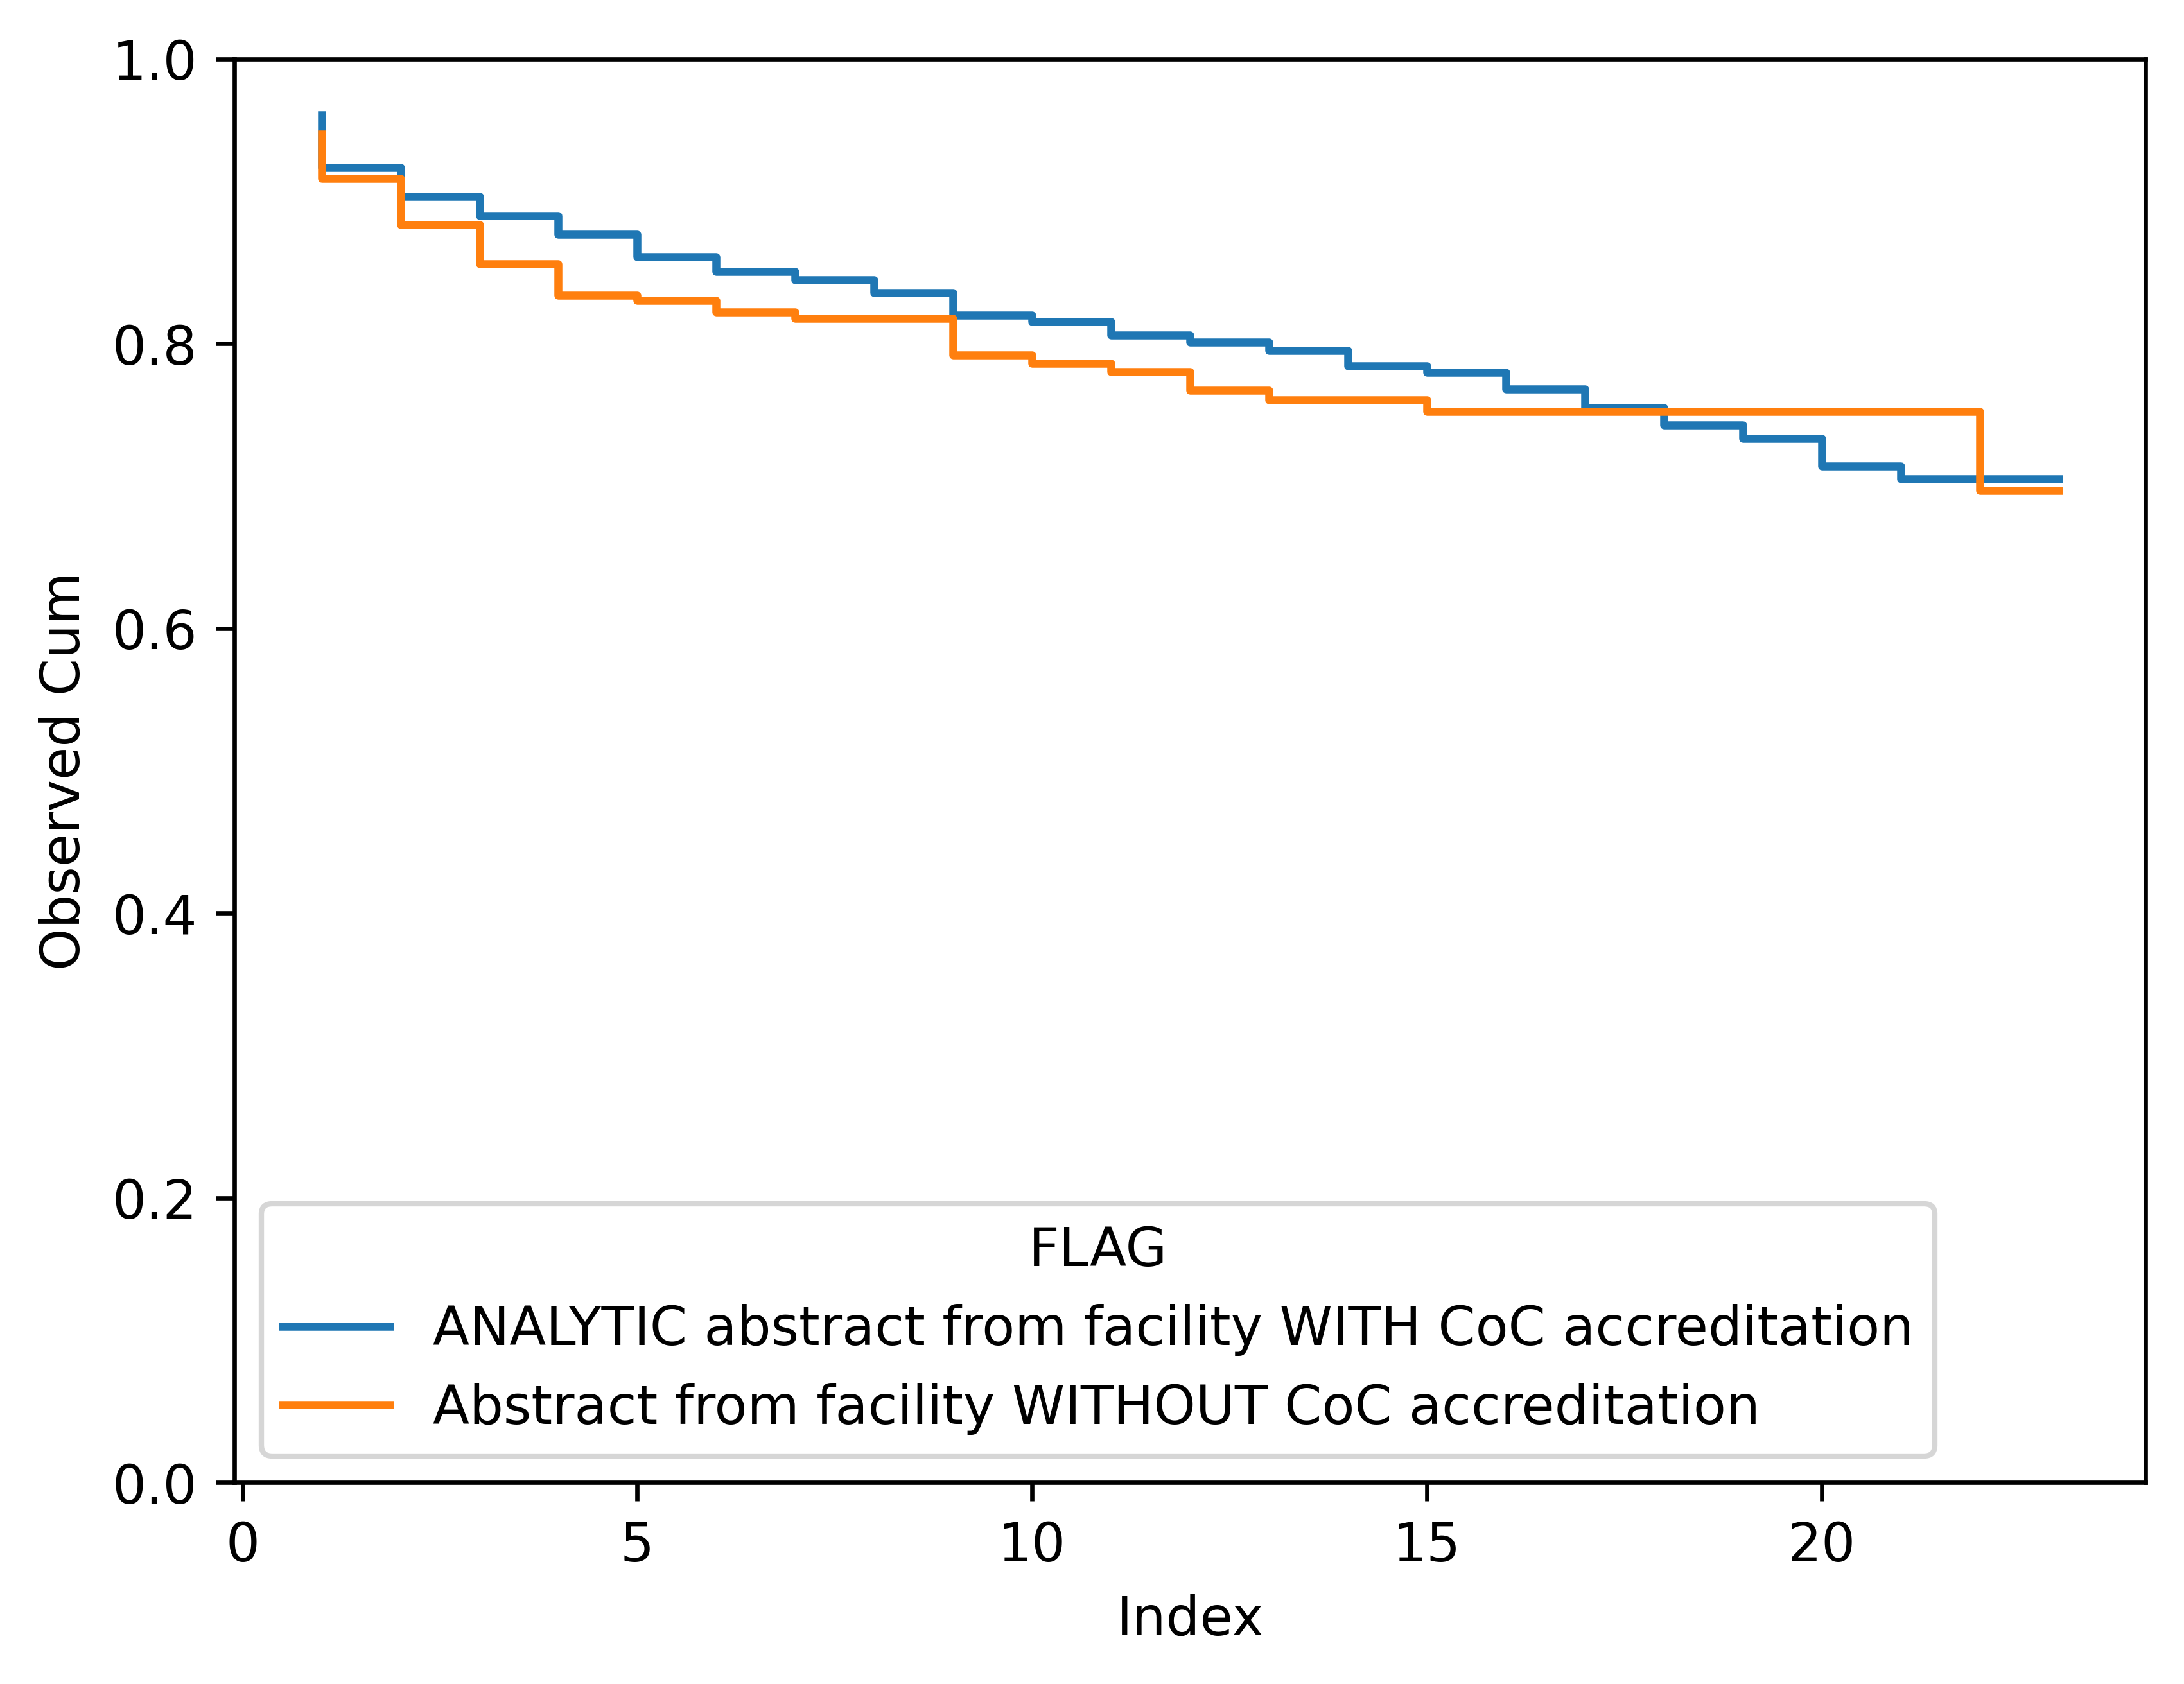 1.0
0.8
0.6
0.4
0.2
0.0
Observed Cum
FLAG
ANALYTIC abstract from facility WITH CoC accreditation
Abstract from facility WITHOUT CoC accreditation
0 5 10 15 20
Index